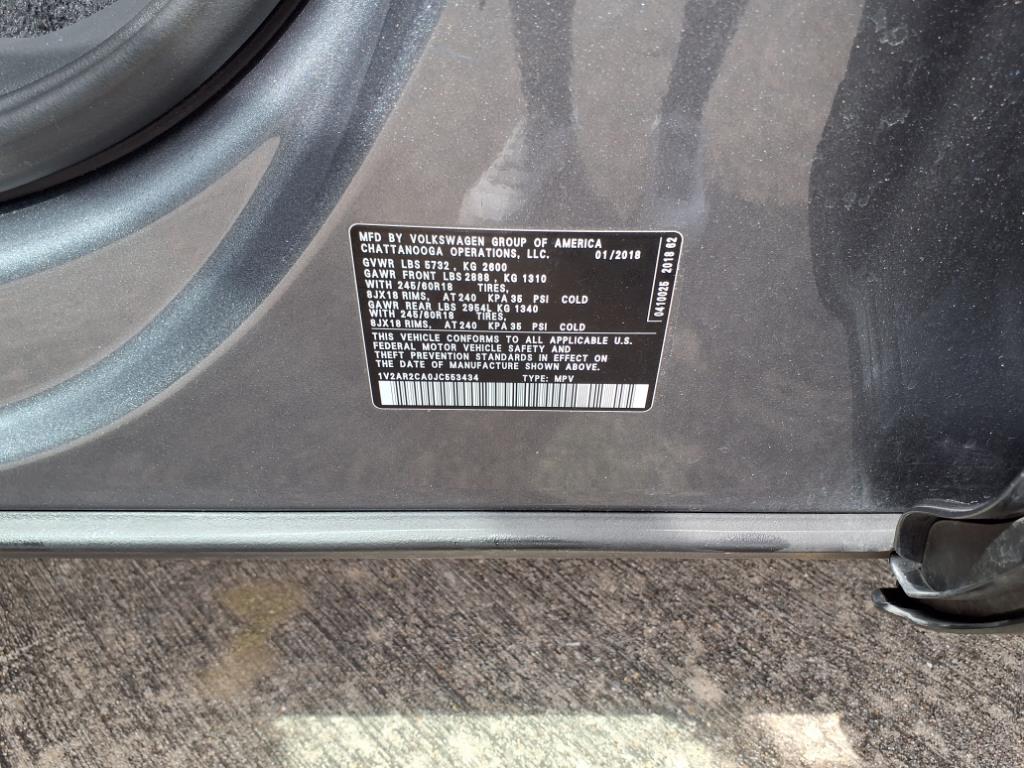 MFD BY VOLKSWAGEN GROUP OF AMERICA
CHATTANOOGA OPERATIONS, LLC. 01/2018
GVWR LBS 5732 , KG 2600
GAWR FRONT LBS 2888 , KG 1310
WITH 245/60R18 TIRES,
8JX18 RIMS, AT 240 KPA 35 PSI COLD
GAWR REAR LBS 2954L KG 1340
WITH 245/60R18 TIRES,
8JX18 RIMS, AT 240 KPA 35 PSI COLD
THIS VEHICLE CONFORMS TO ALL APPLICABLE U.S.
FEDERAL MOTOR VEHICLE SAFETY AND
THEFT PREVENTION STANDARDS IN EFFECT ON
THE DATE OF MANUFACTURE SHOWN ABOVE.
1V2AR2CA0JC553434 TYPE: MPV
0410025 2018 02